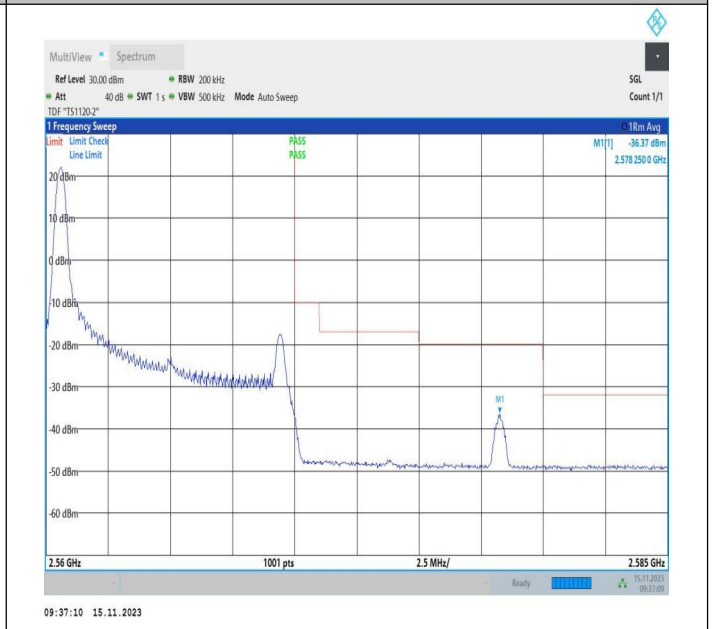 R S
MultiView Spectrum
Ref Level 30.00 dBm RBW 200 kHz SGL
Att 40 dB SWT 1 s VBW 500 kHz Mode Auto Sweep Count 1/1
TDF "TS1120-2"
1 Frequency Sweep 1Rm Avg
Limit Limit Check PASS M1[1] -36.37 dBm
Line Limit PASS 2.578 250 0 GHz
20 dBm
10 dBm
0 dBm
-10 dBm
-20 dBm
-30 dBm
M1
-40 dBm
-50 dBm
-60 dBm
2.56 GHz 1001 pts 2.5 MHz/ 2.585 GHz
Ready 15.11.2023
09:37:09
09:37:10 15.11.2023